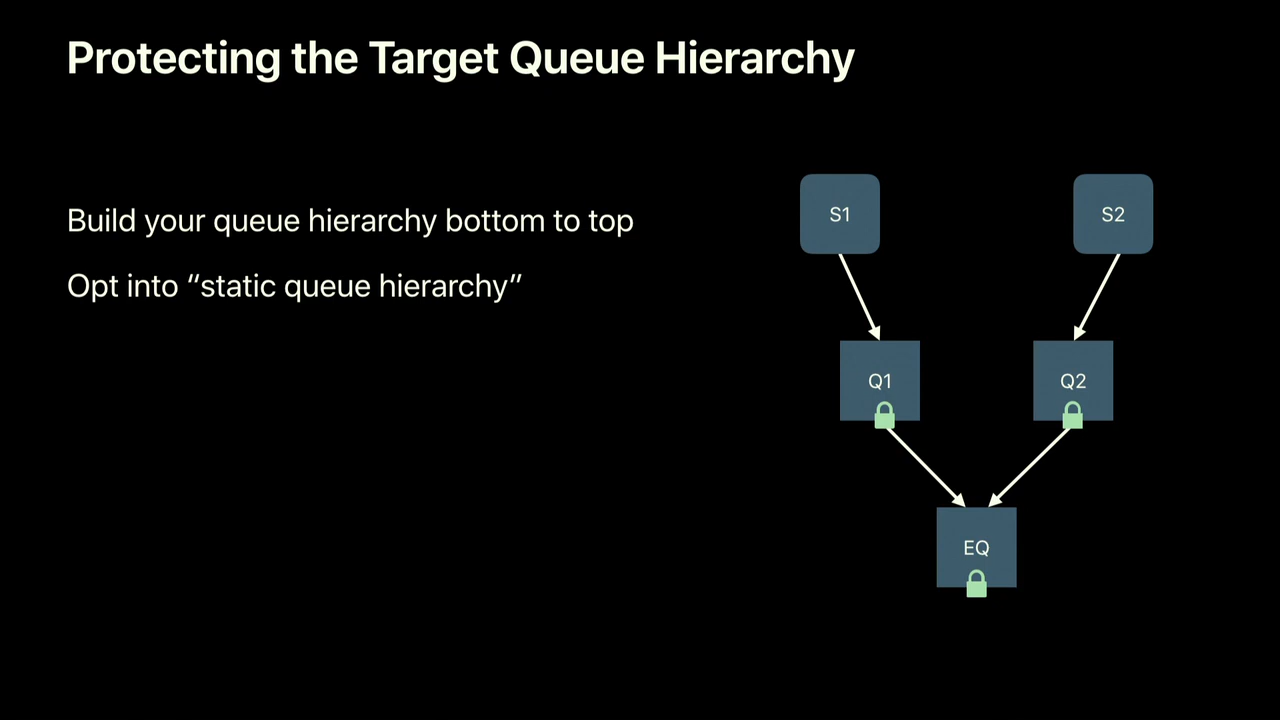 Protecting the Target Queue Hierarchy
Build your queue hierarchy bottom to top
Opt into “static queue hierarchy”
S1
S2
Q1
Q2
EQ